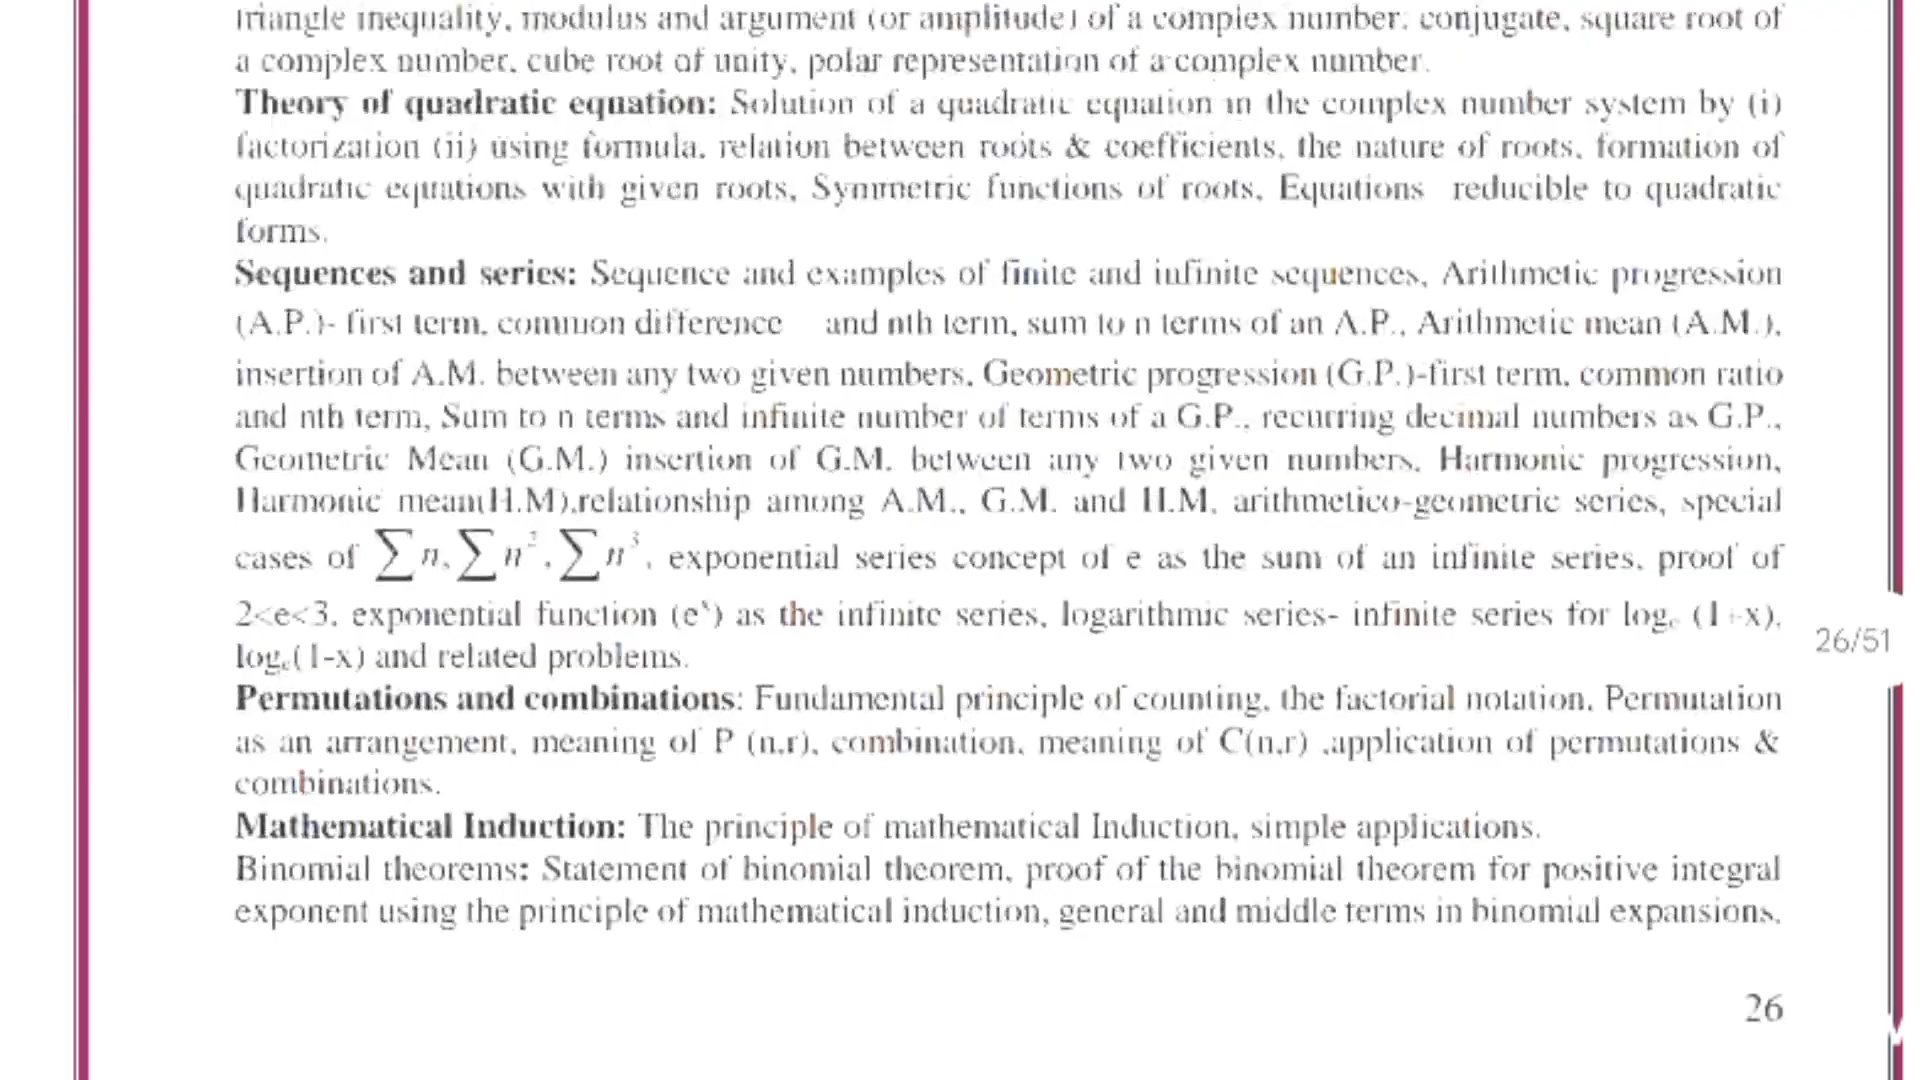 triangle inequality, modulus and argument (or amplitude) of a complex number, conjugate, square root of
a complex number, cube root of unity, polar representation of a complex number.
Theory of quadratic equation: Solution of a quadratic equation in the complex number system by (i)
factorization (ii) using formula, relation between roots & coefficients, the nature of roots, formation of
quadratic equations with given roots, Symmetric functions of roots, Equations reducible to quadratic
forms.
Sequences and series: Sequence and examples of finite and infinite sequences, Arithmetic progression
(A.P.)- first term, common difference and nth term, sum to n terms of an A.P., Arithmetic mean (A.M.),
insertion of A.M. between any two given numbers, Geometric progression (G.P.)-first term, common ratio
and nth term, Sum to n terms and infinite number of terms of a G.P., recurring decimal numbers as G.P.,
Geometric Mean (G.M.) insertion of G.M. between any two given numbers, Harmonic progression,
Harmonic mean(H.M),relationship among A.M., G.M. and H.M, arithmetico-geometric series, special
cases of ∑n, ∑n², ∑n³, exponential series concept of e as the sum of an infinite series, proof of
2<e<3, exponential function (eˣ) as the infinite series, logarithmic series- infinite series for logₑ (1+x),
logₑ(1-x) and related problems.
Permutations and combinations: Fundamental principle of counting, the factorial notation, Permutation
as an arrangement, meaning of P (n,r), combination, meaning of C(n,r) ,application of permutations &
combinations.
Mathematical Induction: The principle of mathematical Induction, simple applications.
Binomial theorems: Statement of binomial theorem, proof of the binomial theorem for positive integral
exponent using the principle of mathematical induction, general and middle terms in binomial expansions,
26/51
26